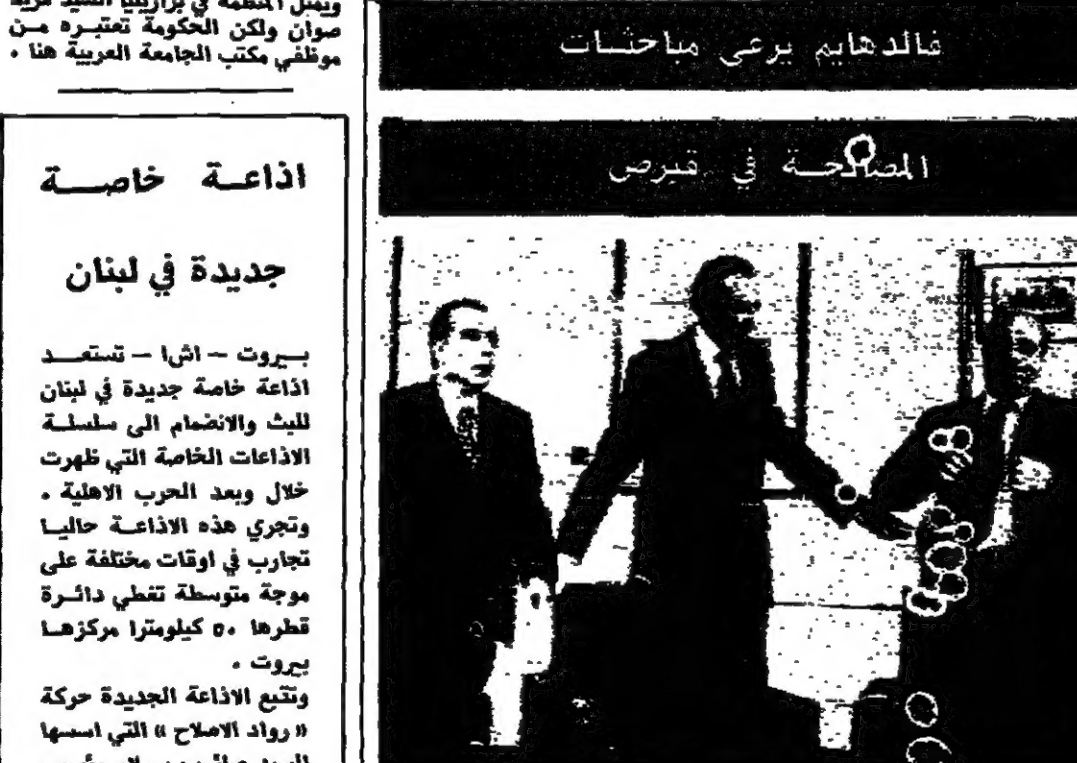 ويمثل المنظمة في برازيليا السيد فريد
صوان ولكن الحكومة تعتبره من
موظفي مكتب الجامعة العربية هنا .
فالدهايم يرعى مباحثات
المصالحة في قبرص
اذاعة خاصة
جديدة في لبنان
بيروت – اشا – تستعد
اذاعة خاصة جديدة في لبنان
للبث والانضمام الى سلسلة
الاذاعات الخاصة التي ظهرت
خلال وبعد الحرب الاهلية .
وتجري هذه الاذاعة حاليا
تجارب في اوقات مختلفة على
موجة متوسطة تغطي دائرة
قطرها ٥٠ كيلومترا مركزها
بيروت .
وتتبع الاذاعة الجديدة حركة
« رواد الاصلاح » التي اسسها